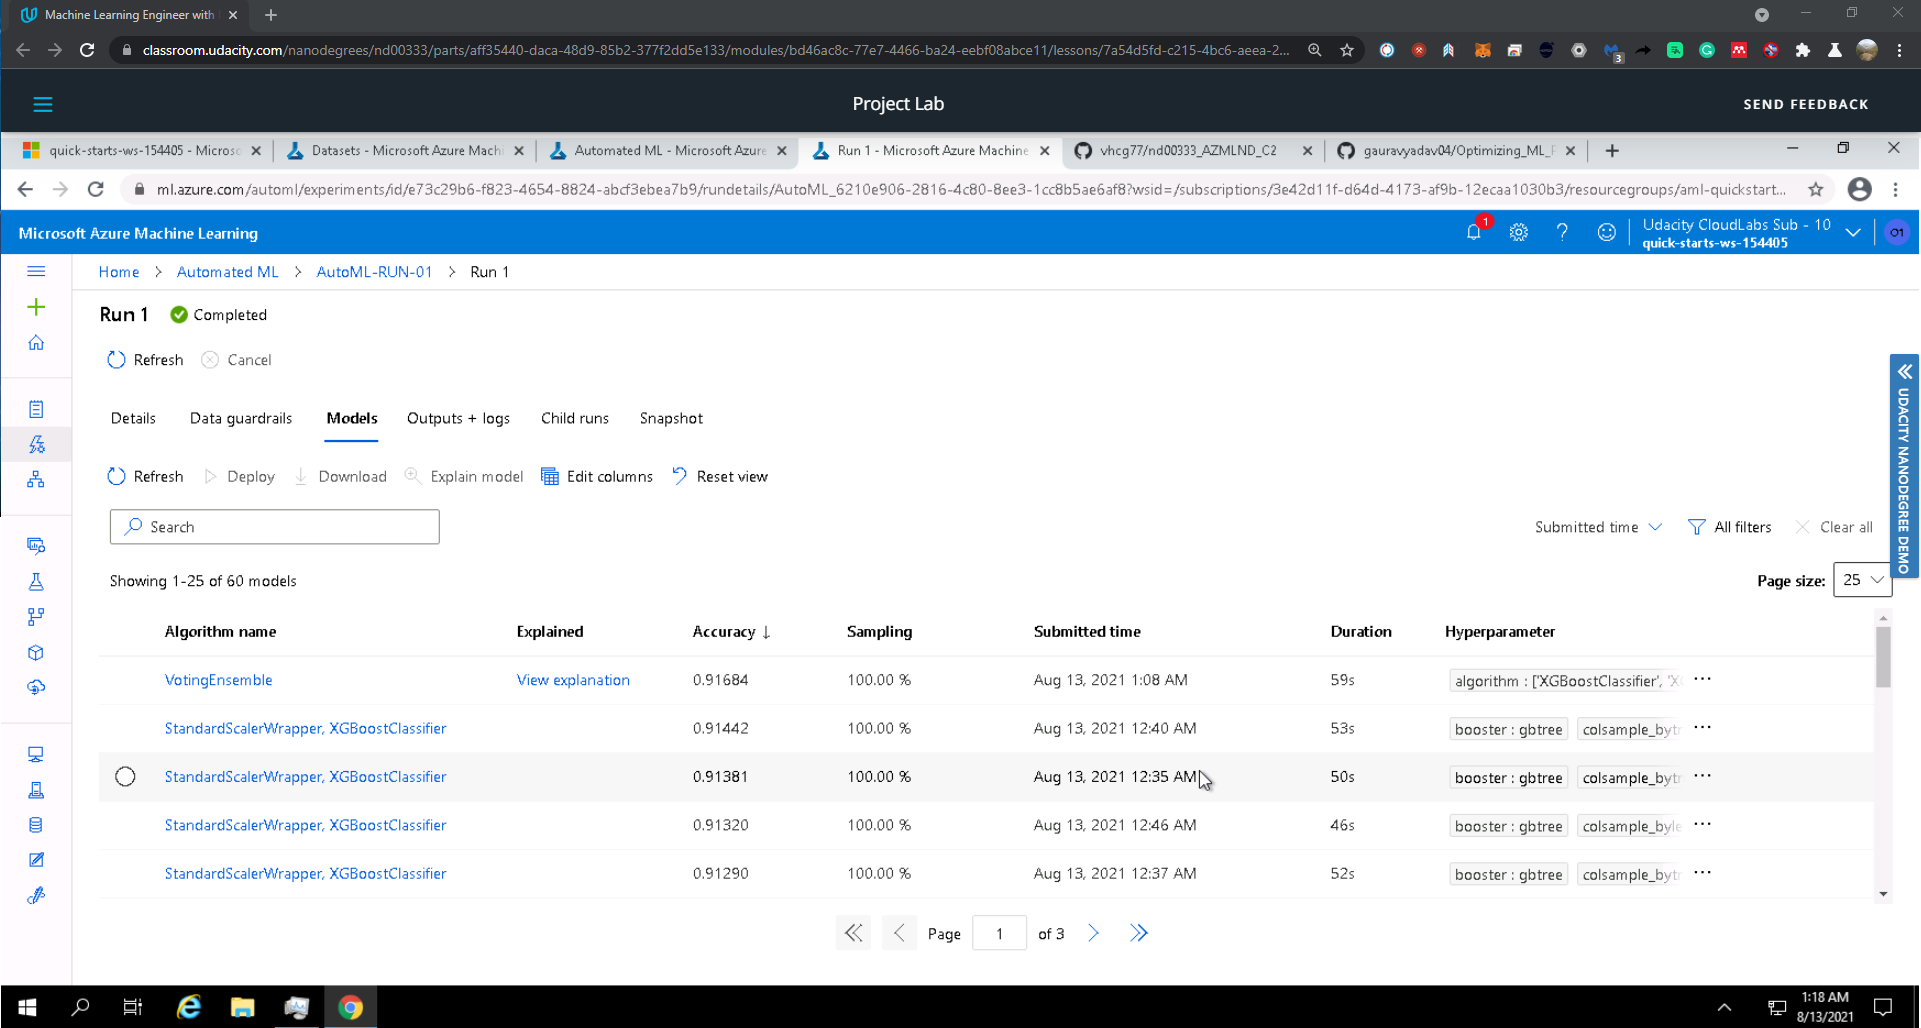 Machine Learning Engineer with
classroom.udacity.com/nanodegrees/nd00333/parts/aff35440-daca-48d9-85b2-377f2dd5e133/modules/bd46ac8c-77e7-4466-ba24-eebf08abce11/lessons/7a54d5fd-c215-4bc6-aeea-2...
3
Project Lab
SEND FEEDBACK
quick-starts-ws-154405 - Microso
Datasets - Microsoft Azure Machi
Automated ML - Microsoft Azure
Run 1 - Microsoft Azure Machine
vhcg77/nd00333_AZMLND_C2
gauravyadav04/Optimizing_ML_P
ml.azure.com/automl/experiments/id/e73c29b6-f823-4654-8824-abcf3ebea7b9/rundetails/AutoML_6210e906-2816-4c80-8ee3-1cc8b5ae6af8?wsid=/subscriptions/3e42d11f-d64d-4173-af9b-12ecaa1030b3/resourcegroups/aml-quickstart...
Microsoft Azure Machine Learning
1
Udacity CloudLabs Sub - 10
quick-starts-ws-154405
O1
Home > Automated ML > AutoML-RUN-01 > Run 1
Run 1 Completed
Refresh Cancel
Details Data guardrails Models Outputs + logs Child runs Snapshot
Refresh Deploy Download Explain model Edit columns Reset view
Search
Submitted time All filters Clear all
UDACITY NANODEGREE DEMO
Showing 1-25 of 60 models
Page size: 25
Algorithm name Explained Accuracy ↓ Sampling Submitted time Duration Hyperparameter
VotingEnsemble View explanation 0.91684 100.00 % Aug 13, 2021 1:08 AM 59s algorithm : ['XGBoostClassifier', 'XG ...
StandardScalerWrapper, XGBoostClassifier 0.91442 100.00 % Aug 13, 2021 12:40 AM 53s booster : gbtree colsample_bytr ...
StandardScalerWrapper, XGBoostClassifier 0.91381 100.00 % Aug 13, 2021 12:35 AM 50s booster : gbtree colsample_bytr ...
StandardScalerWrapper, XGBoostClassifier 0.91320 100.00 % Aug 13, 2021 12:46 AM 46s booster : gbtree colsample_byle ...
StandardScalerWrapper, XGBoostClassifier 0.91290 100.00 % Aug 13, 2021 12:37 AM 52s booster : gbtree colsample_bytr ...
Page 1 of 3
1:18 AM
8/13/2021